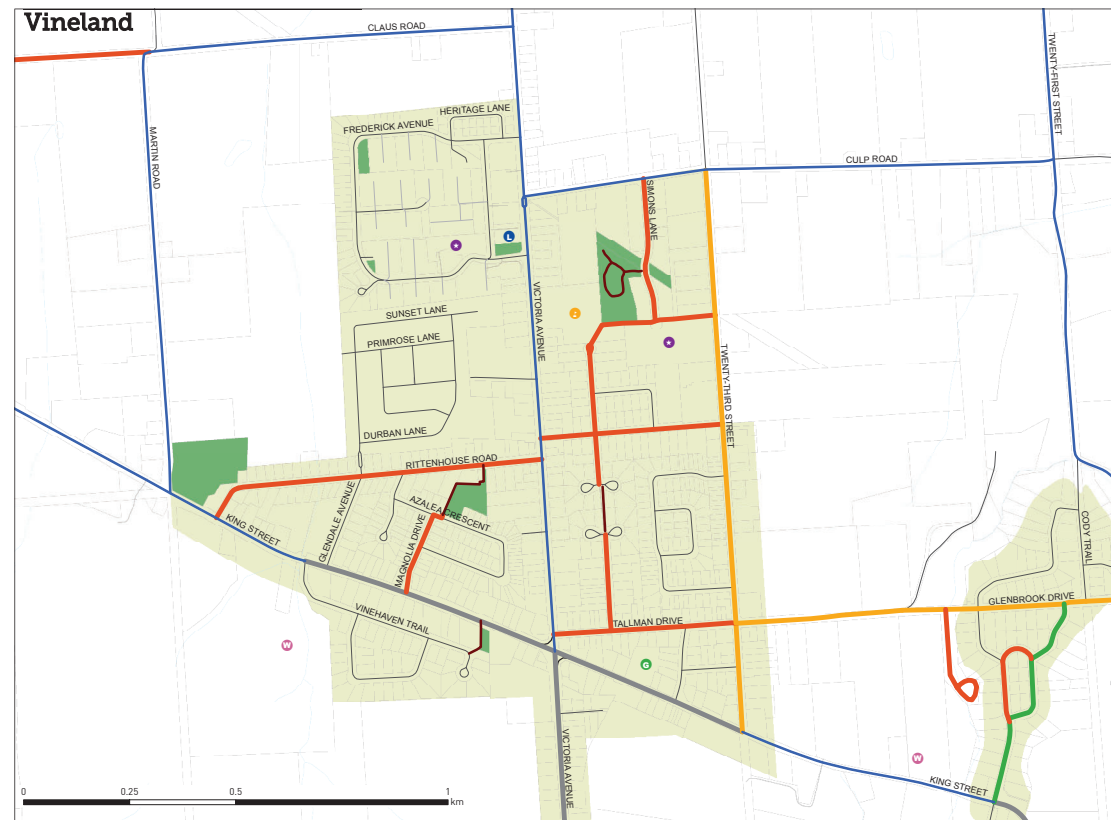 Vineland
CLAUS ROAD
TWENTY-FIRST STREET
HERITAGE LANE
FREDERICK AVENUE
MARTIN ROAD
CULP ROAD
SIMONS LANE
L
VICTORIA AVENUE
SUNSET LANE
PRIMROSE LANE
TWENTY-THIRD STREET
DURBAN LANE
RITTENHOUSE ROAD
GLENDALE AVENUE
AZALEA CRESCENT
KING STREET
MAGNOLIA DRIVE
CODY TRAIL
GLENBROOK DRIVE
VINEHAVEN TRAIL
TALLMAN DRIVE
W
G
VICTORIA AVENUE
W
KING STREET
0 0.25 0.5 1
km